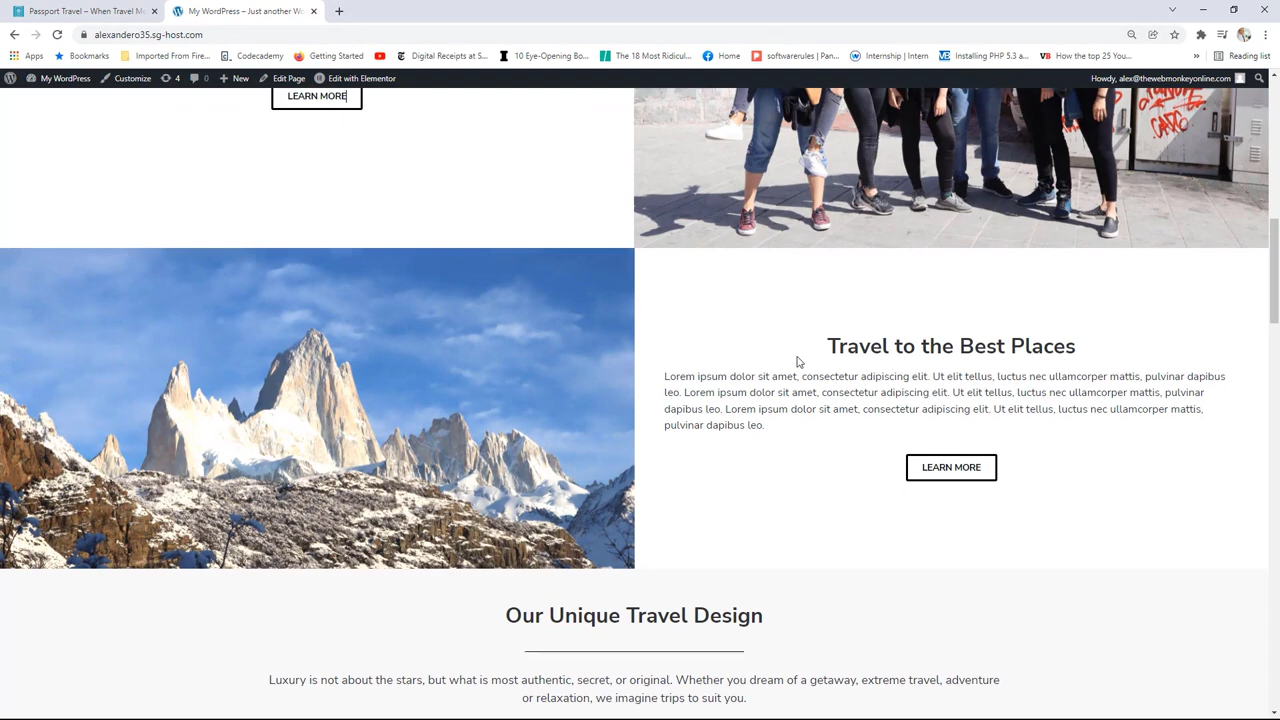 Passport Travel – When Travel Me
My WordPress – Just another Wo
alexandero35.sg-host.com
Apps
Bookmarks
Imported From Fire...
Codecademy
Getting Started
Digital Receipts at S...
10 Eye-Opening Bo...
The 18 Most Ridicul...
Home
softwarerules | Pan...
Internship | Intern
Installing PHP 5.3 a...
How the top 25 You...
»
Reading list
My WordPress
Customize
4
0
New
Edit Page
Edit with Elementor
Howdy, alex@thewebmonkeyonline.com
LEARN MORE
Travel to the Best Places
Lorem ipsum dolor sit amet, consectetur adipiscing elit. Ut elit tellus, luctus nec ullamcorper mattis, pulvinar dapibus
leo. Lorem ipsum dolor sit amet, consectetur adipiscing elit. Ut elit tellus, luctus nec ullamcorper mattis, pulvinar
dapibus leo. Lorem ipsum dolor sit amet, consectetur adipiscing elit. Ut elit tellus, luctus nec ullamcorper mattis,
pulvinar dapibus leo.
LEARN MORE
Our Unique Travel Design
Luxury is not about the stars, but what is most authentic, secret, or original. Whether you dream of a getaway, extreme travel, adventure
or relaxation, we imagine trips to suit you.